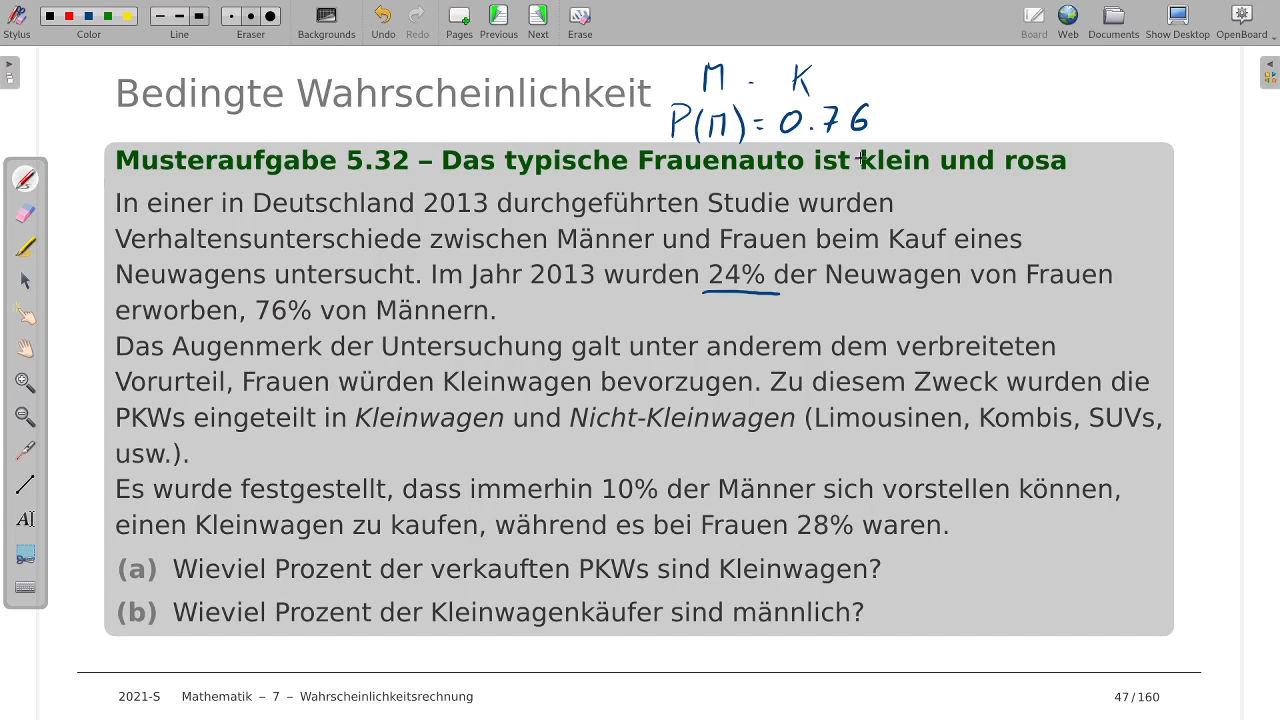 Stylus
Color
Line
Eraser
Backgrounds
Undo
Redo
Pages
Previous
Next
Erase
Board
Web
Documents
Show Desktop
OpenBoard
M . K
Bedingte Wahrscheinlichkeit
P(M) = 0.76
Musteraufgabe 5.32 – Das typische Frauenauto ist klein und rosa
In einer in Deutschland 2013 durchgeführten Studie wurden
Verhaltensunterschiede zwischen Männer und Frauen beim Kauf eines
Neuwagens untersucht. Im Jahr 2013 wurden 24% der Neuwagen von Frauen
erworben, 76% von Männern.
Das Augenmerk der Untersuchung galt unter anderem dem verbreiteten
Vorurteil, Frauen würden Kleinwagen bevorzugen. Zu diesem Zweck wurden die
PKWs eingeteilt in Kleinwagen und Nicht-Kleinwagen (Limousinen, Kombis, SUVs,
usw.).
Es wurde festgestellt, dass immerhin 10% der Männer sich vorstellen können,
einen Kleinwagen zu kaufen, während es bei Frauen 28% waren.
(a) Wieviel Prozent der verkauften PKWs sind Kleinwagen?
(b) Wieviel Prozent der Kleinwagenkäufer sind männlich?
2021-S Mathematik – 7 – Wahrscheinlichkeitsrechnung 47/160